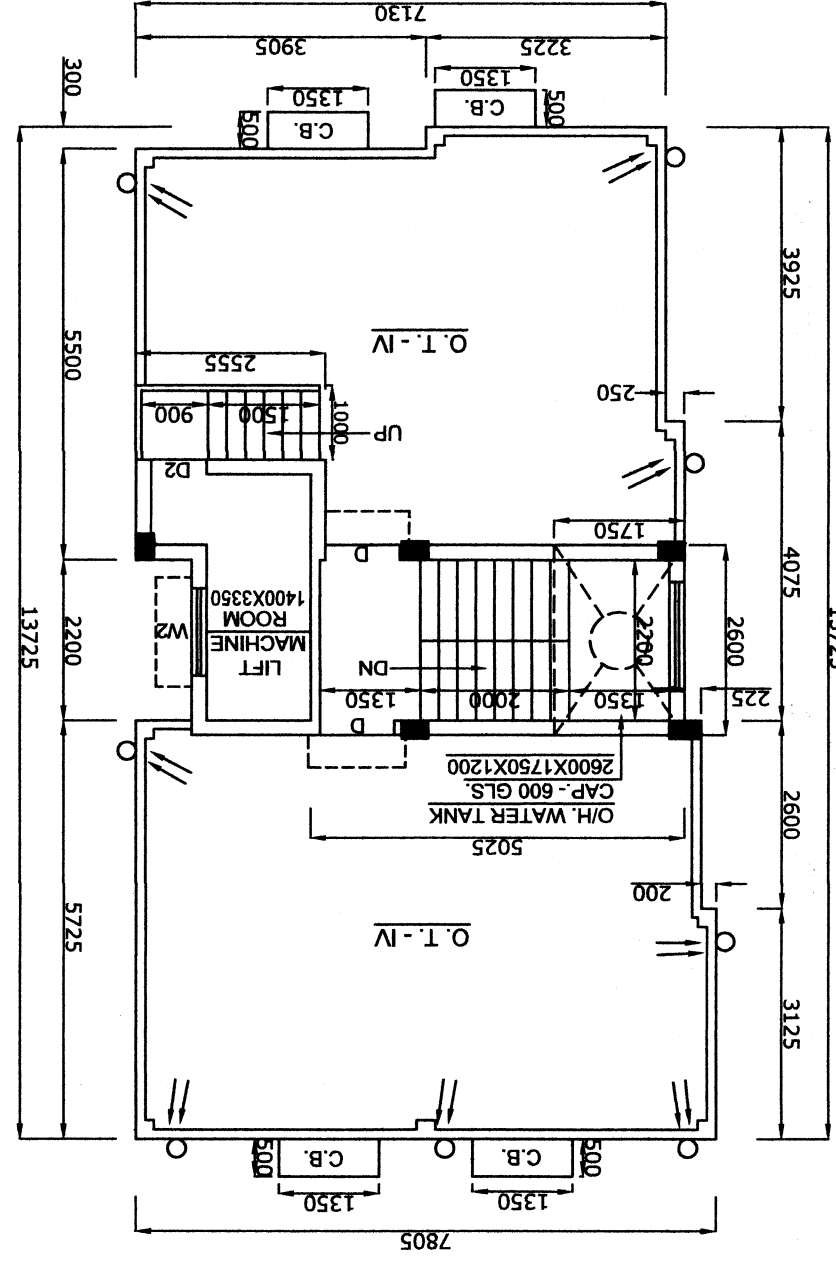 7805
1350
1350
500
C.B.
C.B.
500
3125
O. T. - IV
5725
200
5025
O/H. WATER TANK
CAP.- 600 GLS.
2600X1750X1200
2600
225
D
1350
2000
1350
DN
2200
2600
LIFT
MACHINE
ROOM
1400X3350
W2
2200
13725
4075
D
1750
D2
UP
1000
1500
900
250
2555
O. T. - IV
5500
3925
C.B.
500
C.B.
500
1350
1350
300
3225
3905
7130